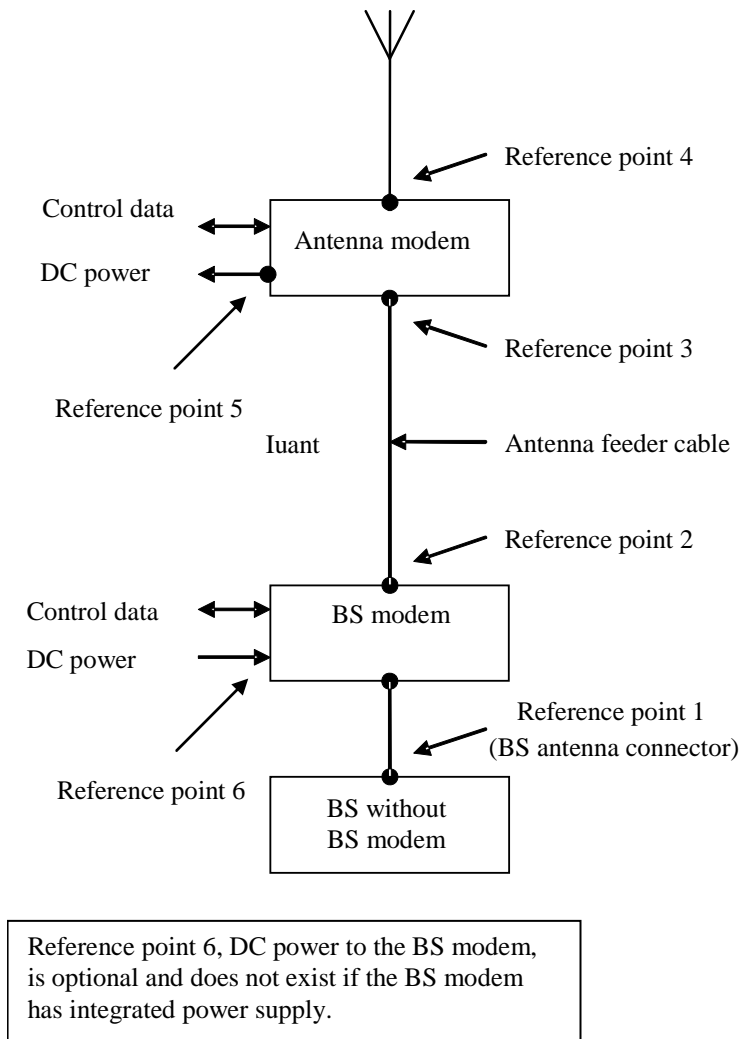 Reference point 4
Control data
Antenna modem
DC power
Reference point 3
Reference point 5
Iuant
Antenna feeder cable
Reference point 2
Control data
BS modem
DC power
Reference point 1
(BS antenna connector)
Reference point 6
BS without
BS modem
Reference point 6, DC power to the BS modem,
is optional and does not exist if the BS modem
has integrated power supply.